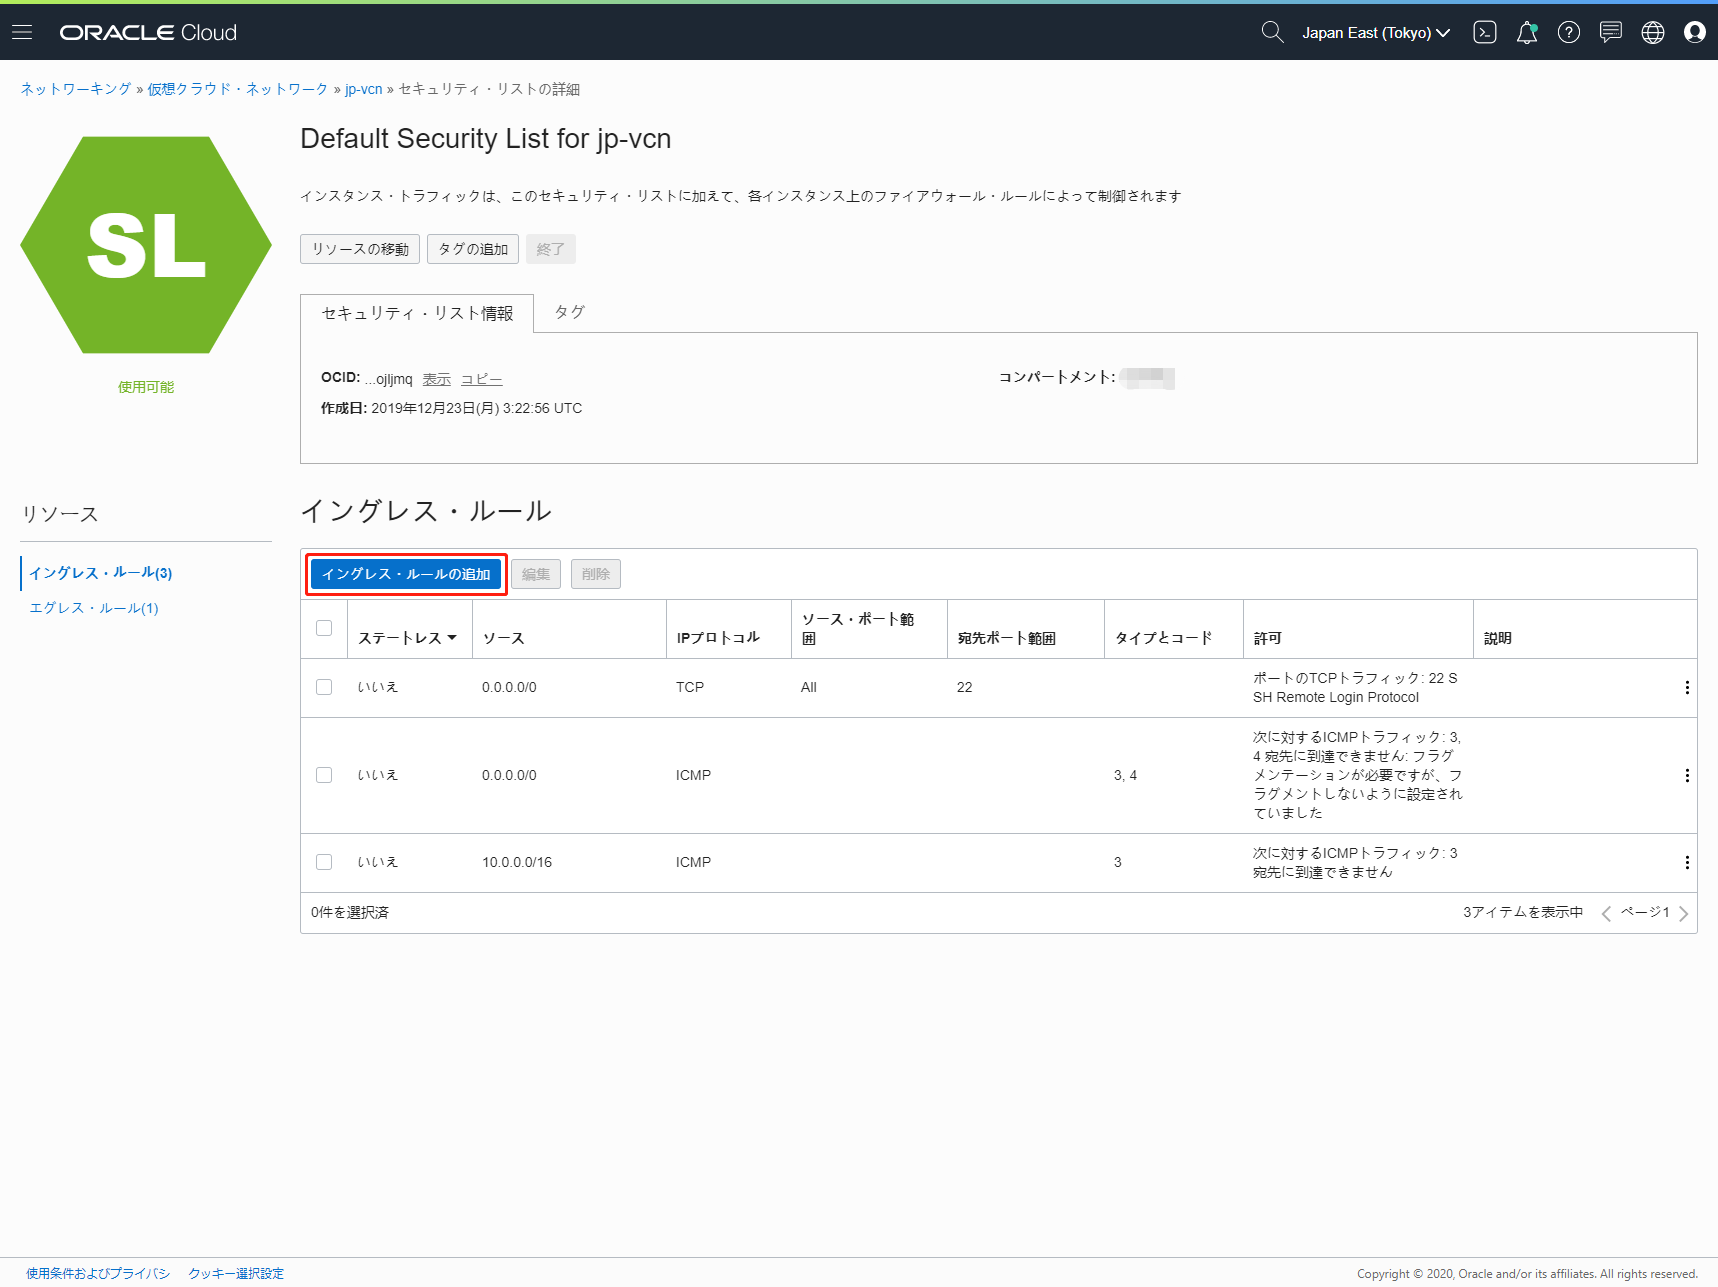 ORACLE Cloud
Japan East (Tokyo)
ネットワーキング » 仮想クラウド・ネットワーク » jp-vcn » セキュリティ・リストの詳細
SL
使用可能
Default Security List for jp-vcn
インスタンス・トラフィックは、このセキュリティ・リストに加えて、各インスタンス上のファイアウォール・ルールによって制御されます
リソースの移動 タグの追加 終了
セキュリティ・リスト情報 タグ
OCID: ...ojljmq 表示 コピー
コンパートメント:
作成日: 2019年12月23日(月) 3:22:56 UTC
リソース
イングレス・ルール(3)
エグレス・ルール(1)
イングレス・ルール
イングレス・ルールの追加 編集 削除
ステートレス ソース IPプロトコル ソース・ポート範
囲 宛先ポート範囲 タイプとコード 許可 説明
いいえ 0.0.0.0/0 TCP All 22 ポートのTCPトラフィック: 22 S
SH Remote Login Protocol
いいえ 0.0.0.0/0 ICMP 3, 4 次に対するICMPトラフィック: 3,
4 宛先に到達できません: フラグ
メンテーションが必要ですが、フ
ラグメントしないように設定され
ていました
いいえ 10.0.0.0/16 ICMP 3 次に対するICMPトラフィック: 3
宛先に到達できません
0件を選択済 3アイテムを表示中 ページ1
使用条件およびプライバシ クッキー選択設定
Copyright © 2020, Oracle and/or its affiliates. All rights reserved.